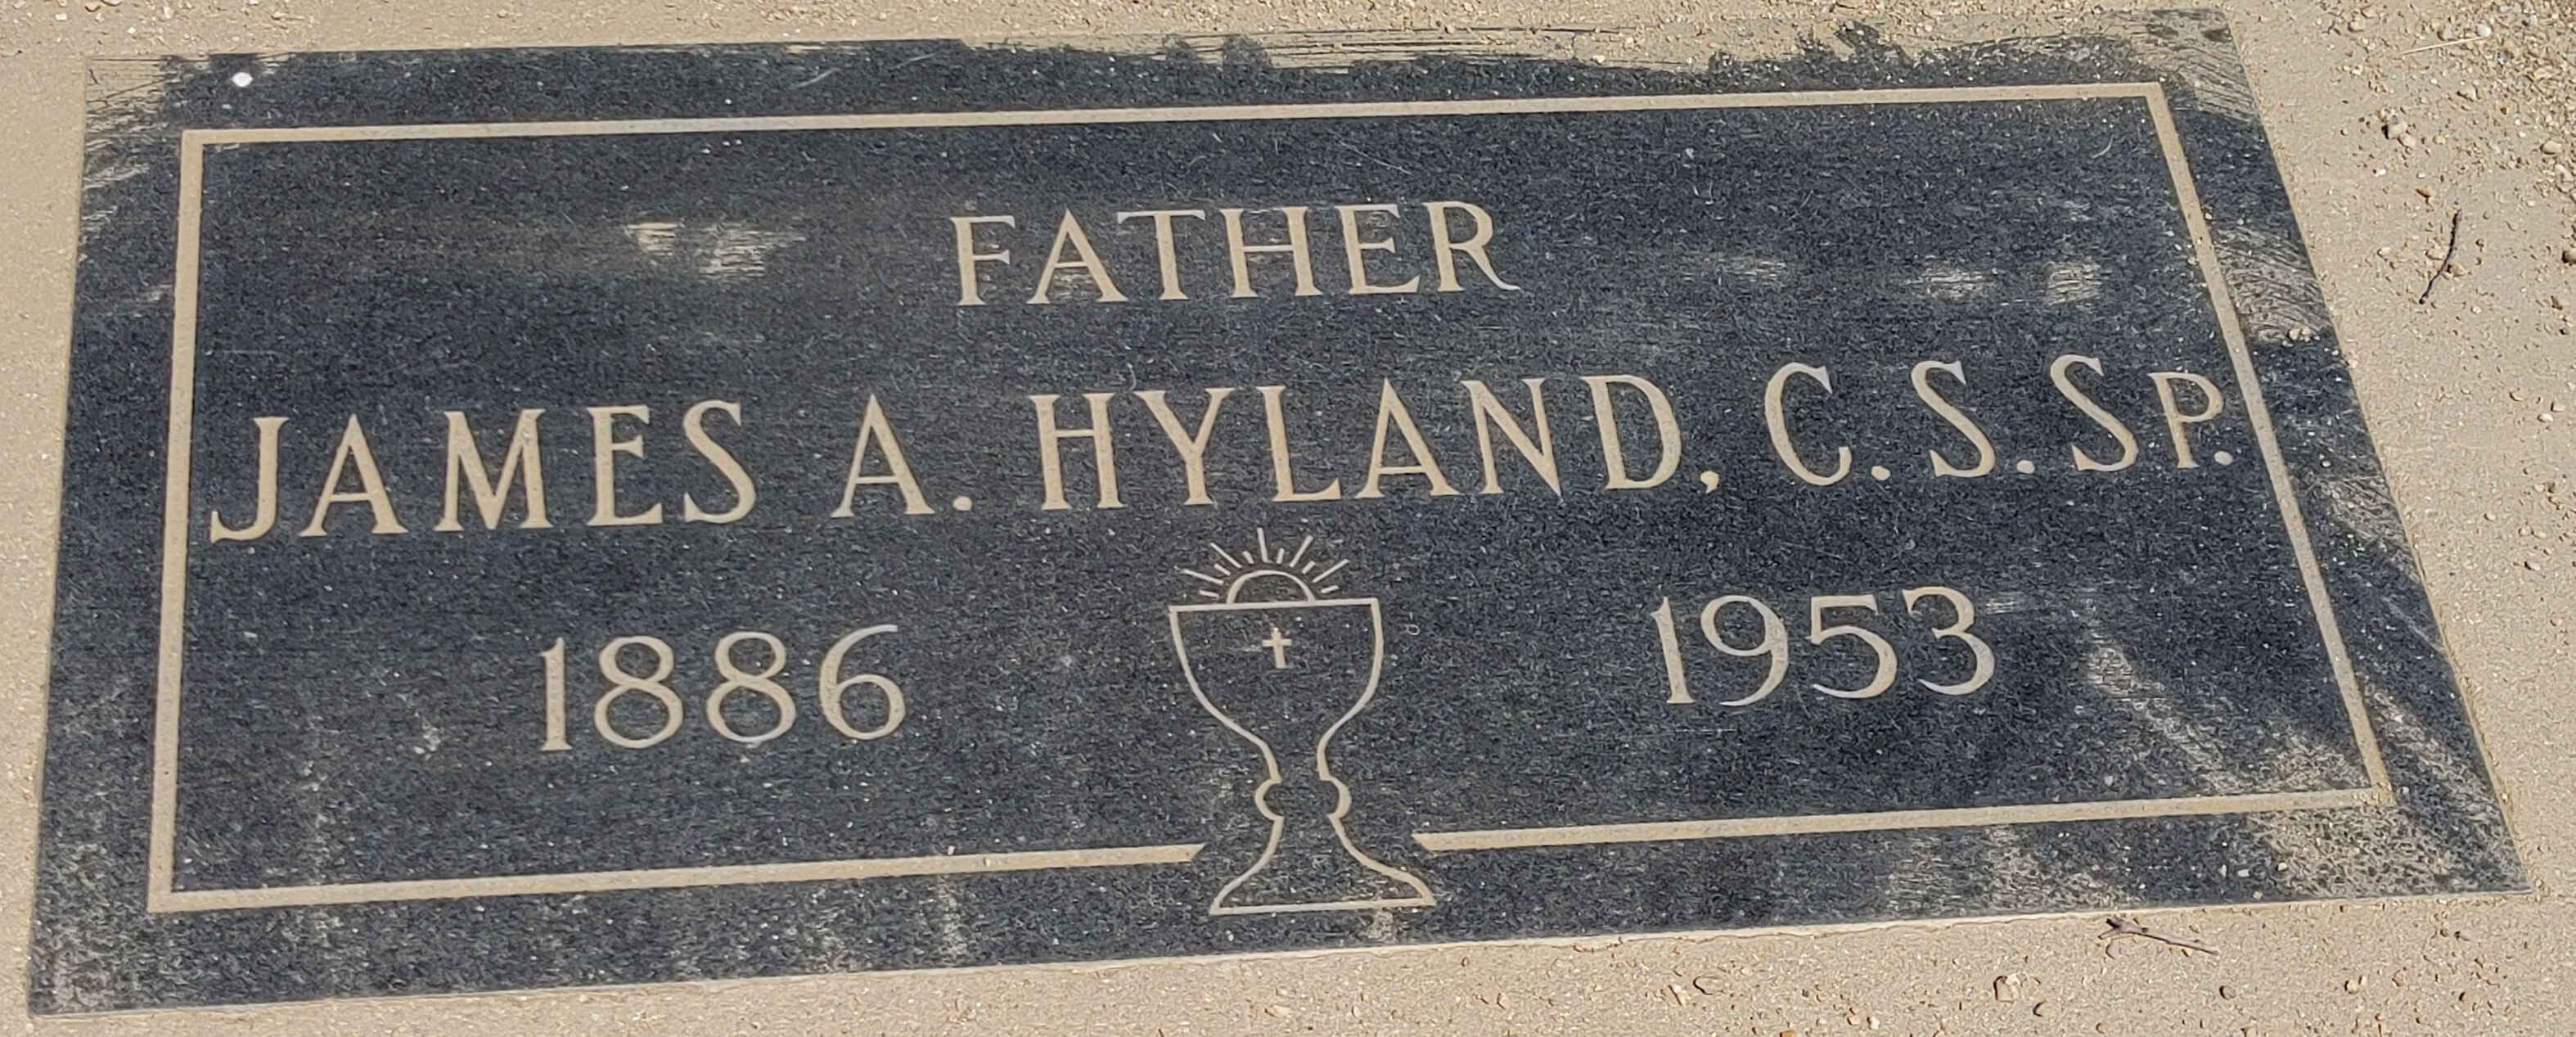 FATHER
JAMES A. HYLAND, C.S.SP.
1886 1953